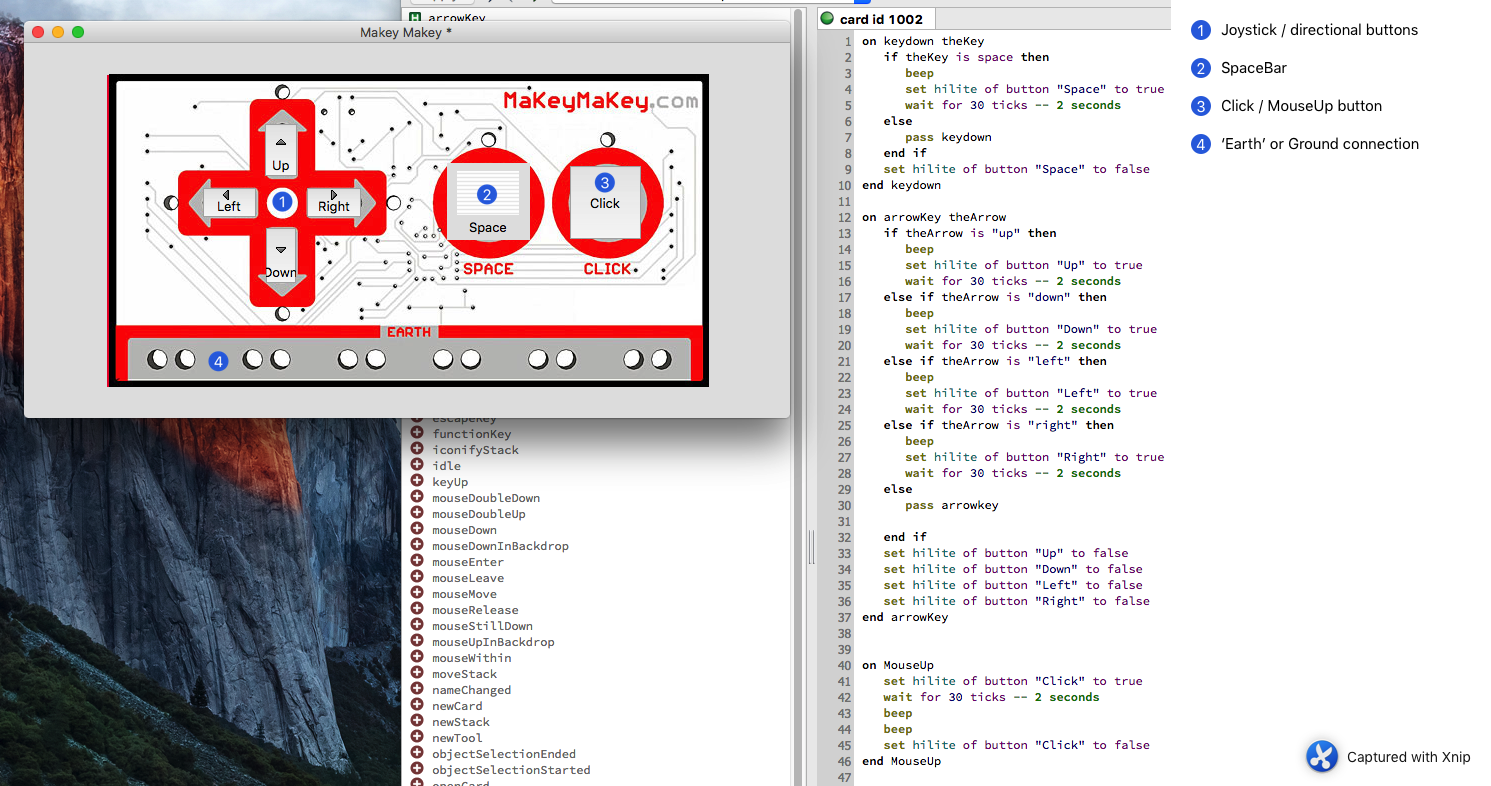 arrowKey
Makey Makey *
MaKeyMaKey.com
Up
Left
1
Right
Down
2
Space
3
Click
SPACE
CLICK
EARTH
4
escapeKey
functionKey
iconifyStack
idle
keyUp
mouseDoubleDown
mouseDoubleUp
mouseDown
mouseDownInBackdrop
mouseEnter
mouseLeave
mouseMove
mouseRelease
mouseStillDown
mouseUpInBackdrop
mouseWithin
moveStack
nameChanged
newCard
newStack
newTool
objectSelectionEnded
objectSelectionStarted
openCard
card id 1002
1 on keydown theKey
2 if theKey is space then
3 beep
4 set hilite of button "Space" to true
5 wait for 30 ticks -- 2 seconds
6 else
7 pass keydown
8 end if
9 set hilite of button "Space" to false
10 end keydown
11
12 on arrowKey theArrow
13 if theArrow is "up" then
14 beep
15 set hilite of button "Up" to true
16 wait for 30 ticks -- 2 seconds
17 else if theArrow is "down" then
18 beep
19 set hilite of button "Down" to true
20 wait for 30 ticks -- 2 seconds
21 else if theArrow is "left" then
22 beep
23 set hilite of button "Left" to true
24 wait for 30 ticks -- 2 seconds
25 else if theArrow is "right" then
26 beep
27 set hilite of button "Right" to true
28 wait for 30 ticks -- 2 seconds
29 else
30 pass arrowkey
31
32 end if
33 set hilite of button "Up" to false
34 set hilite of button "Down" to false
35 set hilite of button "Left" to false
36 set hilite of button "Right" to false
37 end arrowKey
38
39
40 on MouseUp
41 set hilite of button "Click" to true
42 wait for 30 ticks -- 2 seconds
43 beep
44 beep
45 set hilite of button "Click" to false
46 end MouseUp
47
1 Joystick / directional buttons
2 SpaceBar
3 Click / MouseUp button
4 ‘Earth’ or Ground connection
Captured with Xnip